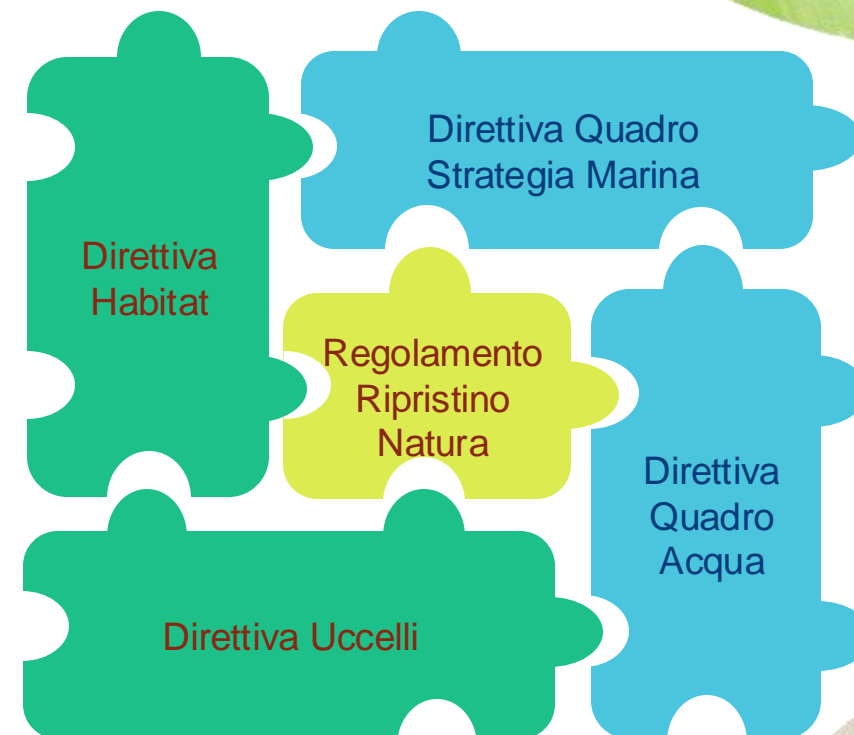 Direttiva Quadro
Strategia Marina
Direttiva
Habitat
Regolamento
Ripristino
Natura
Direttiva
Quadro
Acqua
Direttiva Uccelli